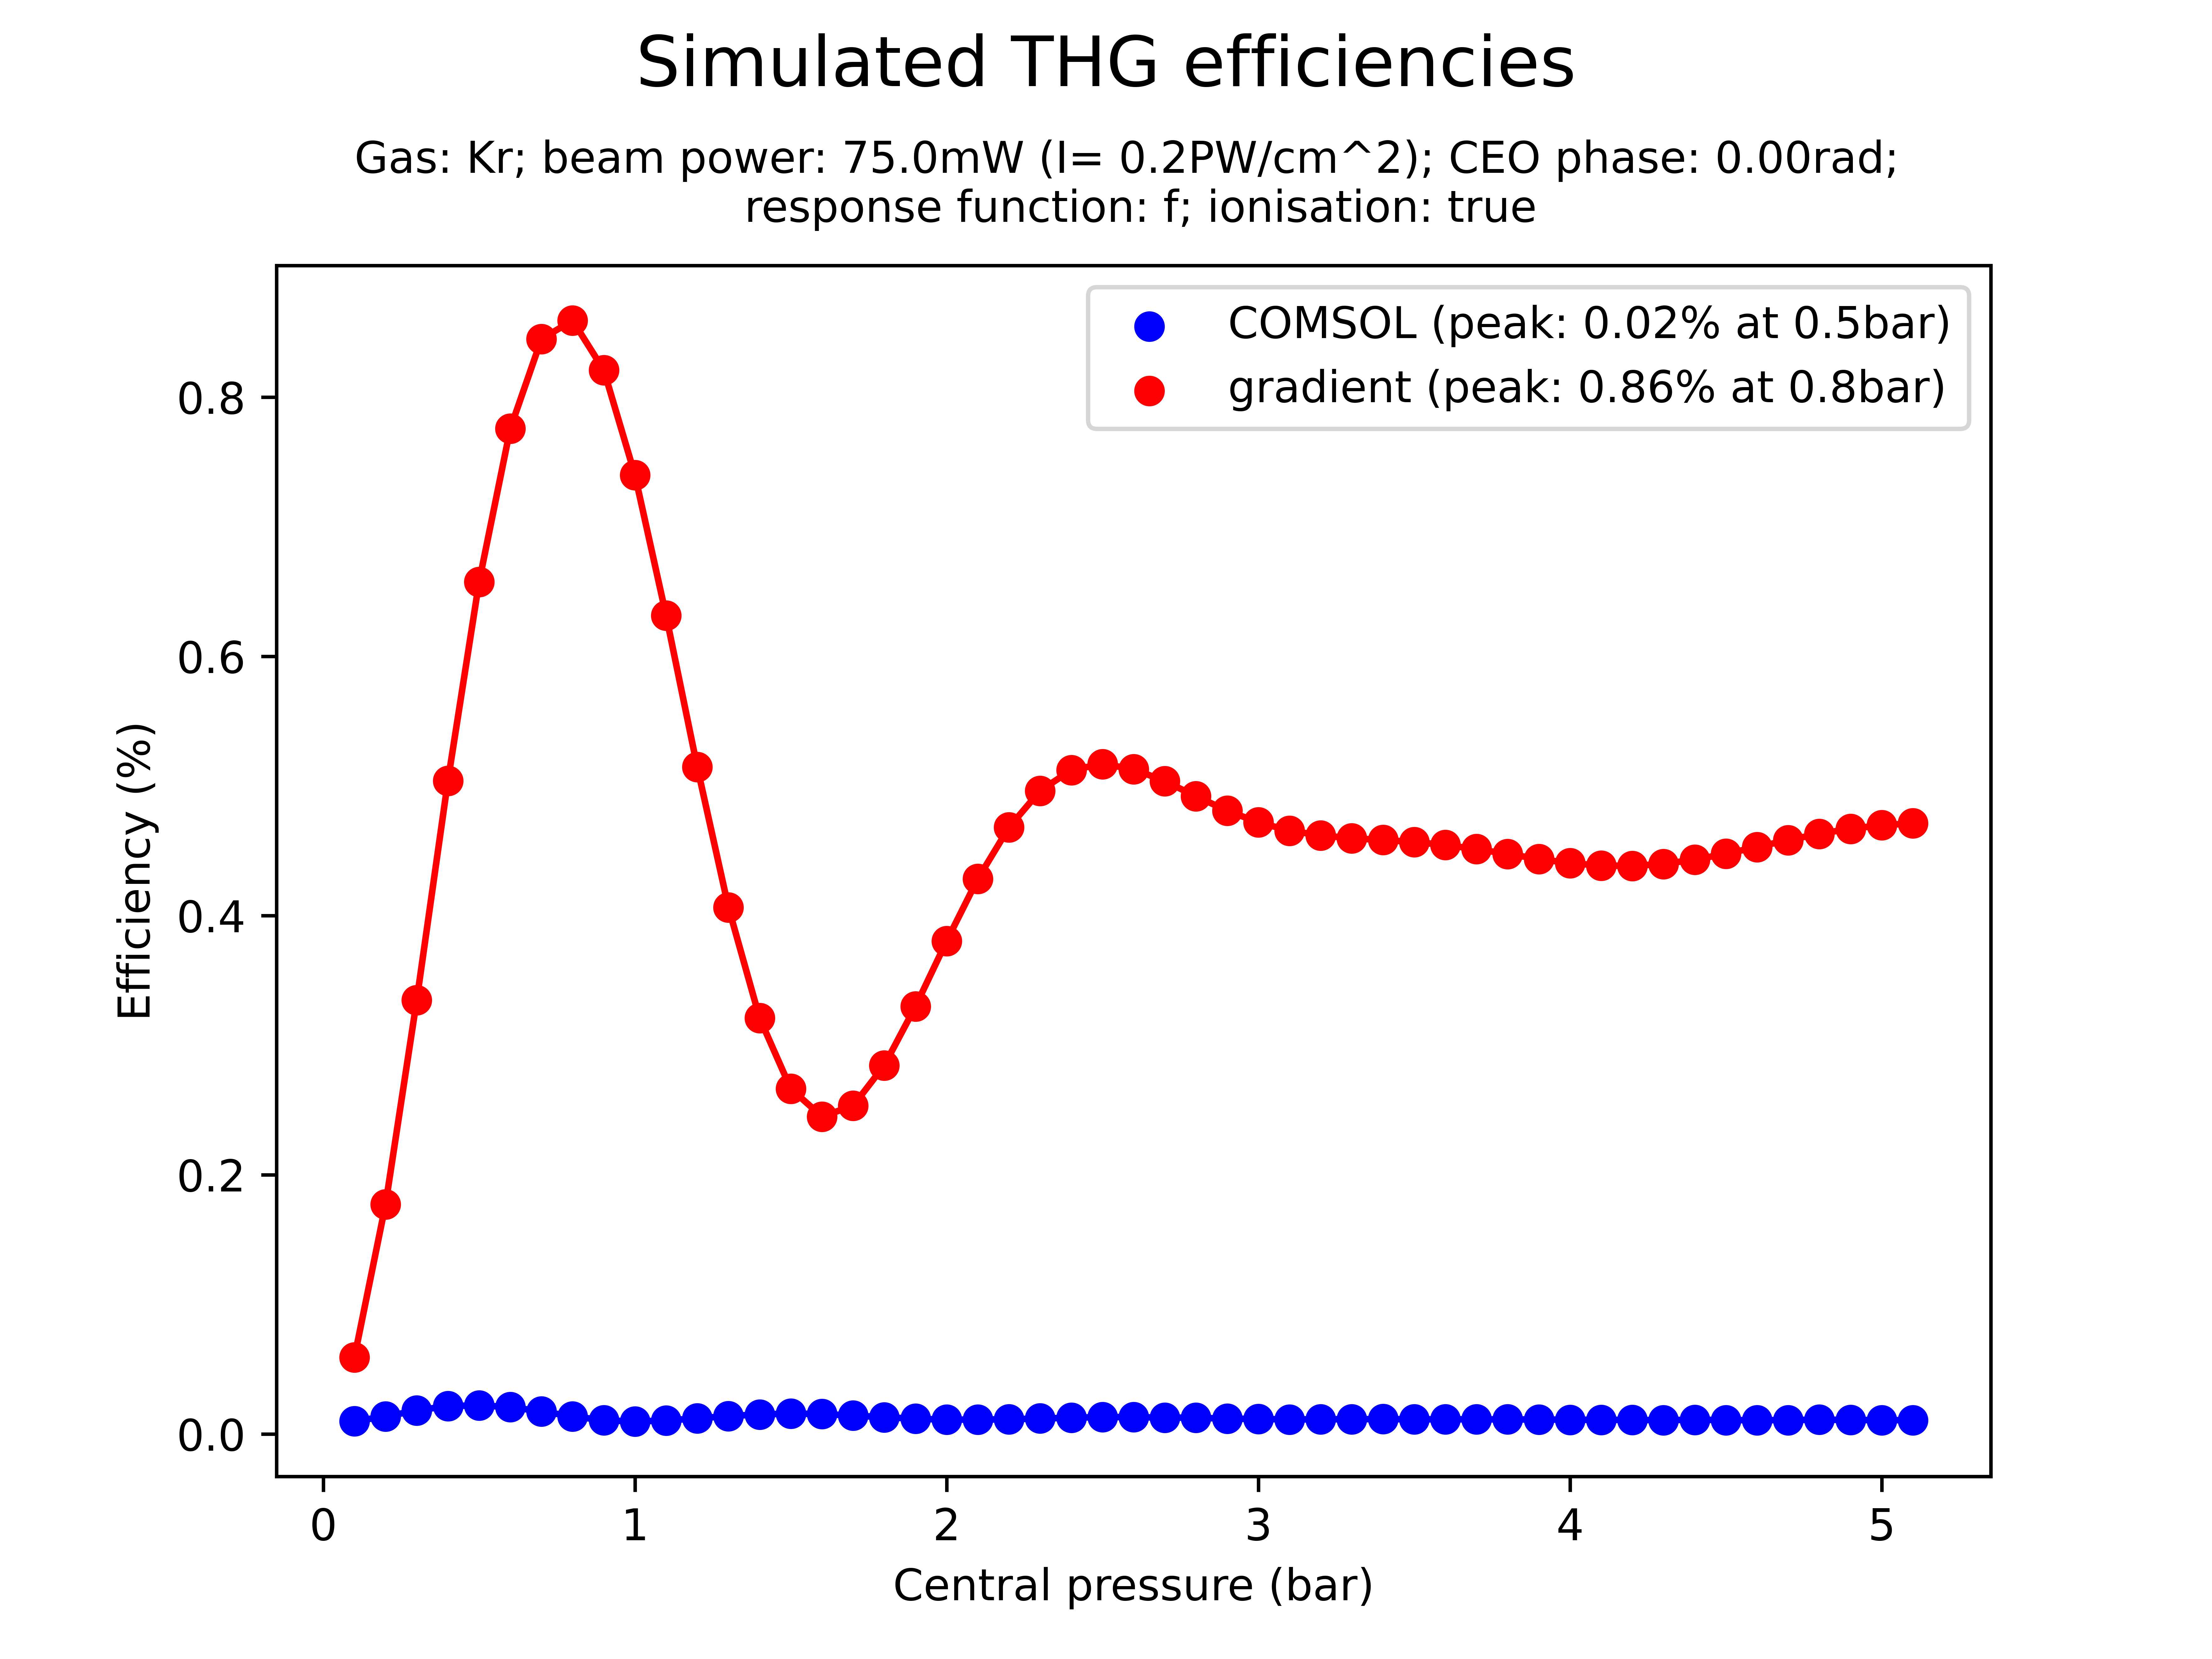 Simulated THG efficiencies
Gas: Kr; beam power: 75.0mW (I= 0.2PW/cm^2); CEO phase: 0.00rad;
response function: f; ionisation: true
COMSOL (peak: 0.02% at 0.5bar)
gradient (peak: 0.86% at 0.8bar)
Efficiency (%)
0.8
0.6
0.4
0.2
0.0
0 1 2 3 4 5
Central pressure (bar)